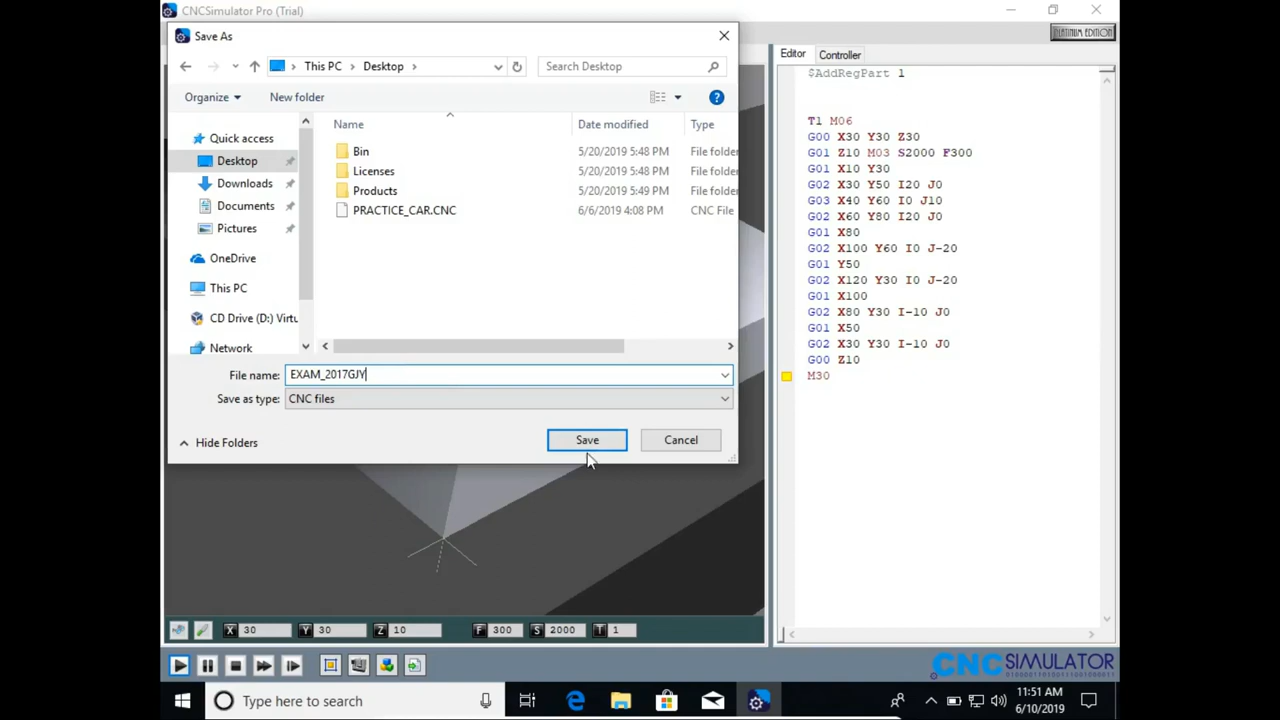 CNCSimulator Pro (Trial)
PLATINUM EDITION
Save As
This PC > Desktop >
Search Desktop
Organize
New folder
Name
Date modified
Type
Quick access
Desktop
Downloads
Documents
Pictures
OneDrive
This PC
CD Drive (D:) Virtu
Network
Bin 5/20/2019 5:48 PM File folder
Licenses 5/20/2019 5:48 PM File folder
Products 5/20/2019 5:49 PM File folder
PRACTICE_CAR.CNC 6/6/2019 4:08 PM CNC File
File name: EXAM_2017GJY
Save as type: CNC files
Hide Folders
Save
Cancel
Editor
Controller
$AddRegPart 1
T1 M06
G00 X30 Y30 Z30
G01 Z10 M03 S2000 F300
G01 X10 Y30
G02 X30 Y50 I20 J0
G03 X40 Y60 I0 J10
G02 X60 Y80 I20 J0
G01 X80
G02 X100 Y60 I0 J-20
G01 Y50
G02 X120 Y30 I0 J-20
G01 X100
G02 X80 Y30 I-10 J0
G01 X50
G02 X30 Y30 I-10 J0
G00 Z10
M30
X 30 Y 30 Z 10 F 300 S 2000 T 1
CNCSIMULATOR
Type here to search
11:51 AM
6/10/2019